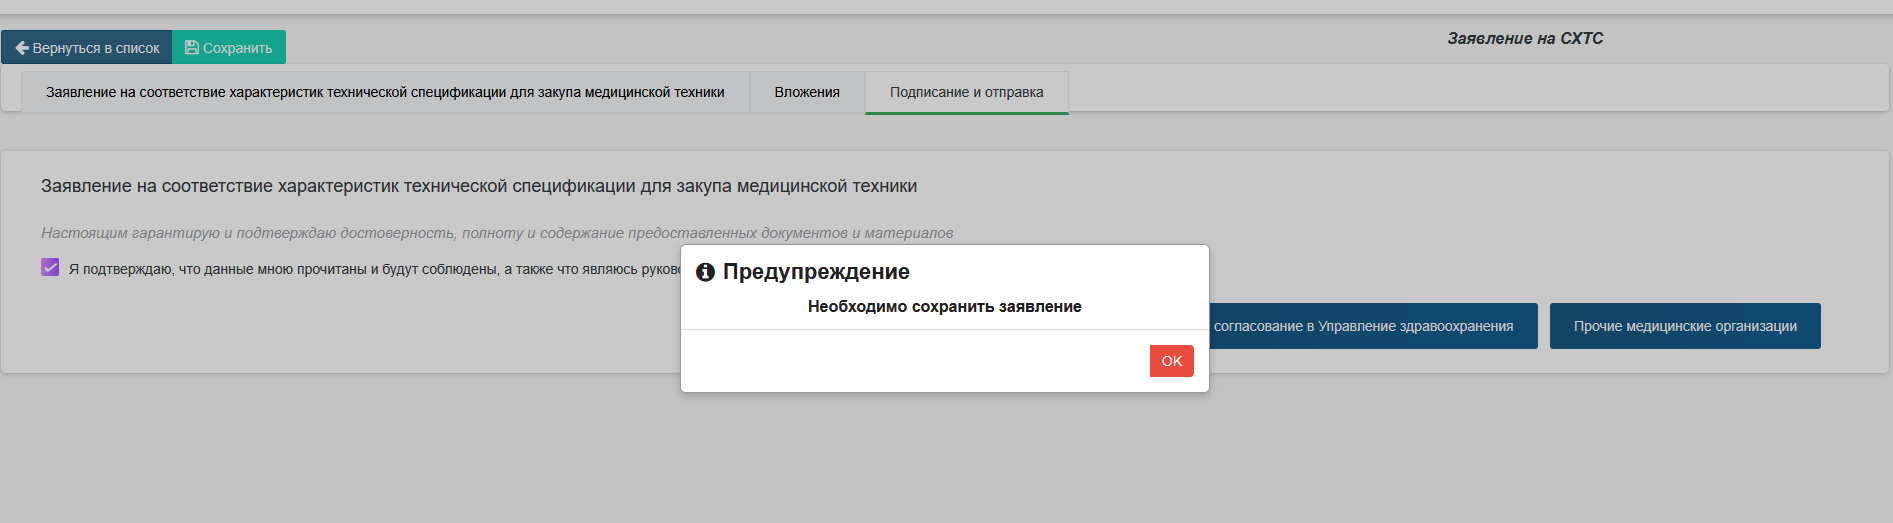 Вернуться в список
Сохранить
Заявление на СХТС
Заявление на соответствие характеристик технической спецификации для закупа медицинской техники
Вложения
Подписание и отправка
Заявление на соответствие характеристик технической спецификации для закупа медицинской техники
Настоящим гарантирую и подтверждаю достоверность, полноту и содержание предоставленных документов и материалов
Я подтверждаю, что данные мною прочитаны и будут соблюдены, а также что являюсь руково
Предупреждение
Необходимо сохранить заявление
OK
согласование в Управление здравоохранения
Прочие медицинские организации